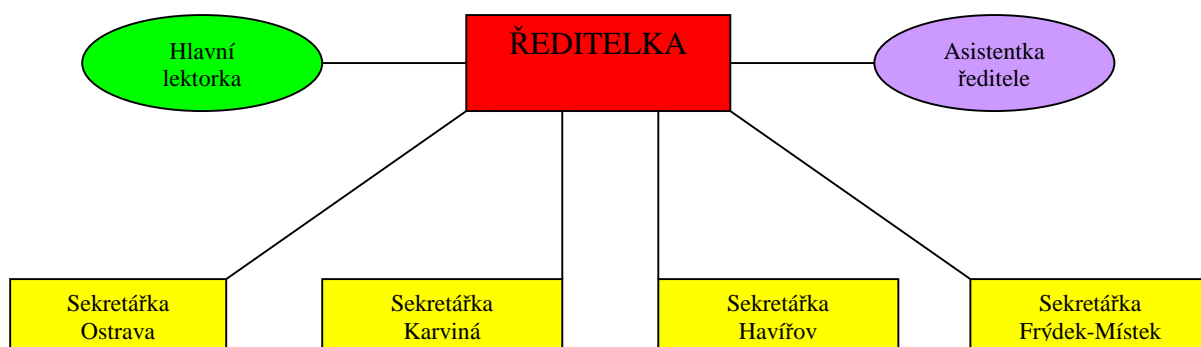 Hlavní
lektorka
ŘEDITELKA
Asistentka
ředitele
Sekretářka
Ostrava
Sekretářka
Karviná
Sekretářka
Havířov
Sekretářka
Frýdek-Místek